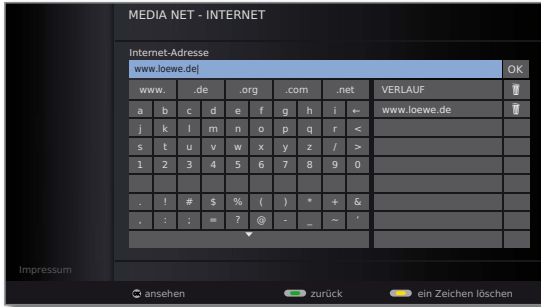 MEDIA NET - INTERNET
Internet-Adresse
www.loewe.de OK
www. .de .org .com .net VERLAUF
a b c d e f g h i ← www.loewe.de
j k l m n o p q r <
s t u v w x y z / >
1 2 3 4 5 6 7 8 9 0
. ! # $ % ( ) * + &
, : ; = ? @ - _ ~ '
Impressum
OK ansehen zurück ein Zeichen löschen